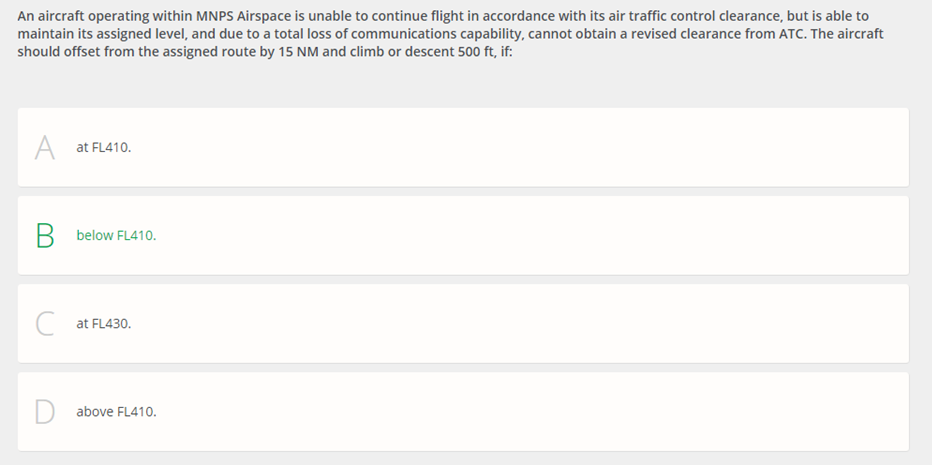 An aircraft operating within MNPS Airspace is unable to continue flight in accordance with its air traffic control clearance, but is able to
maintain its assigned level, and due to a total loss of communications capability, cannot obtain a revised clearance from ATC. The aircraft
should offset from the assigned route by 15 NM and climb or descent 500 ft, if:
A at FL410.
B below FL410.
C at FL430.
D above FL410.